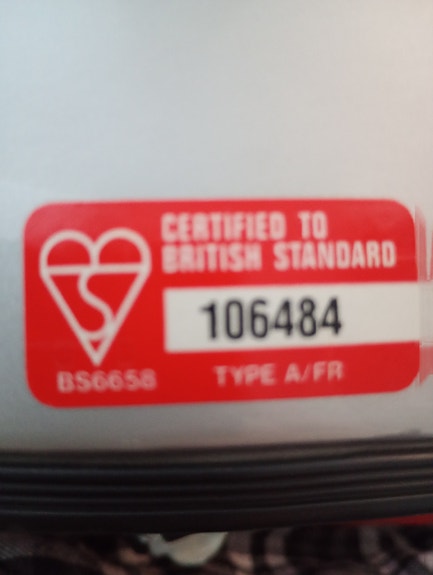 CERTIFIED TO
BRITISH STANDARD
106484
BS6658
TYPE A/FR